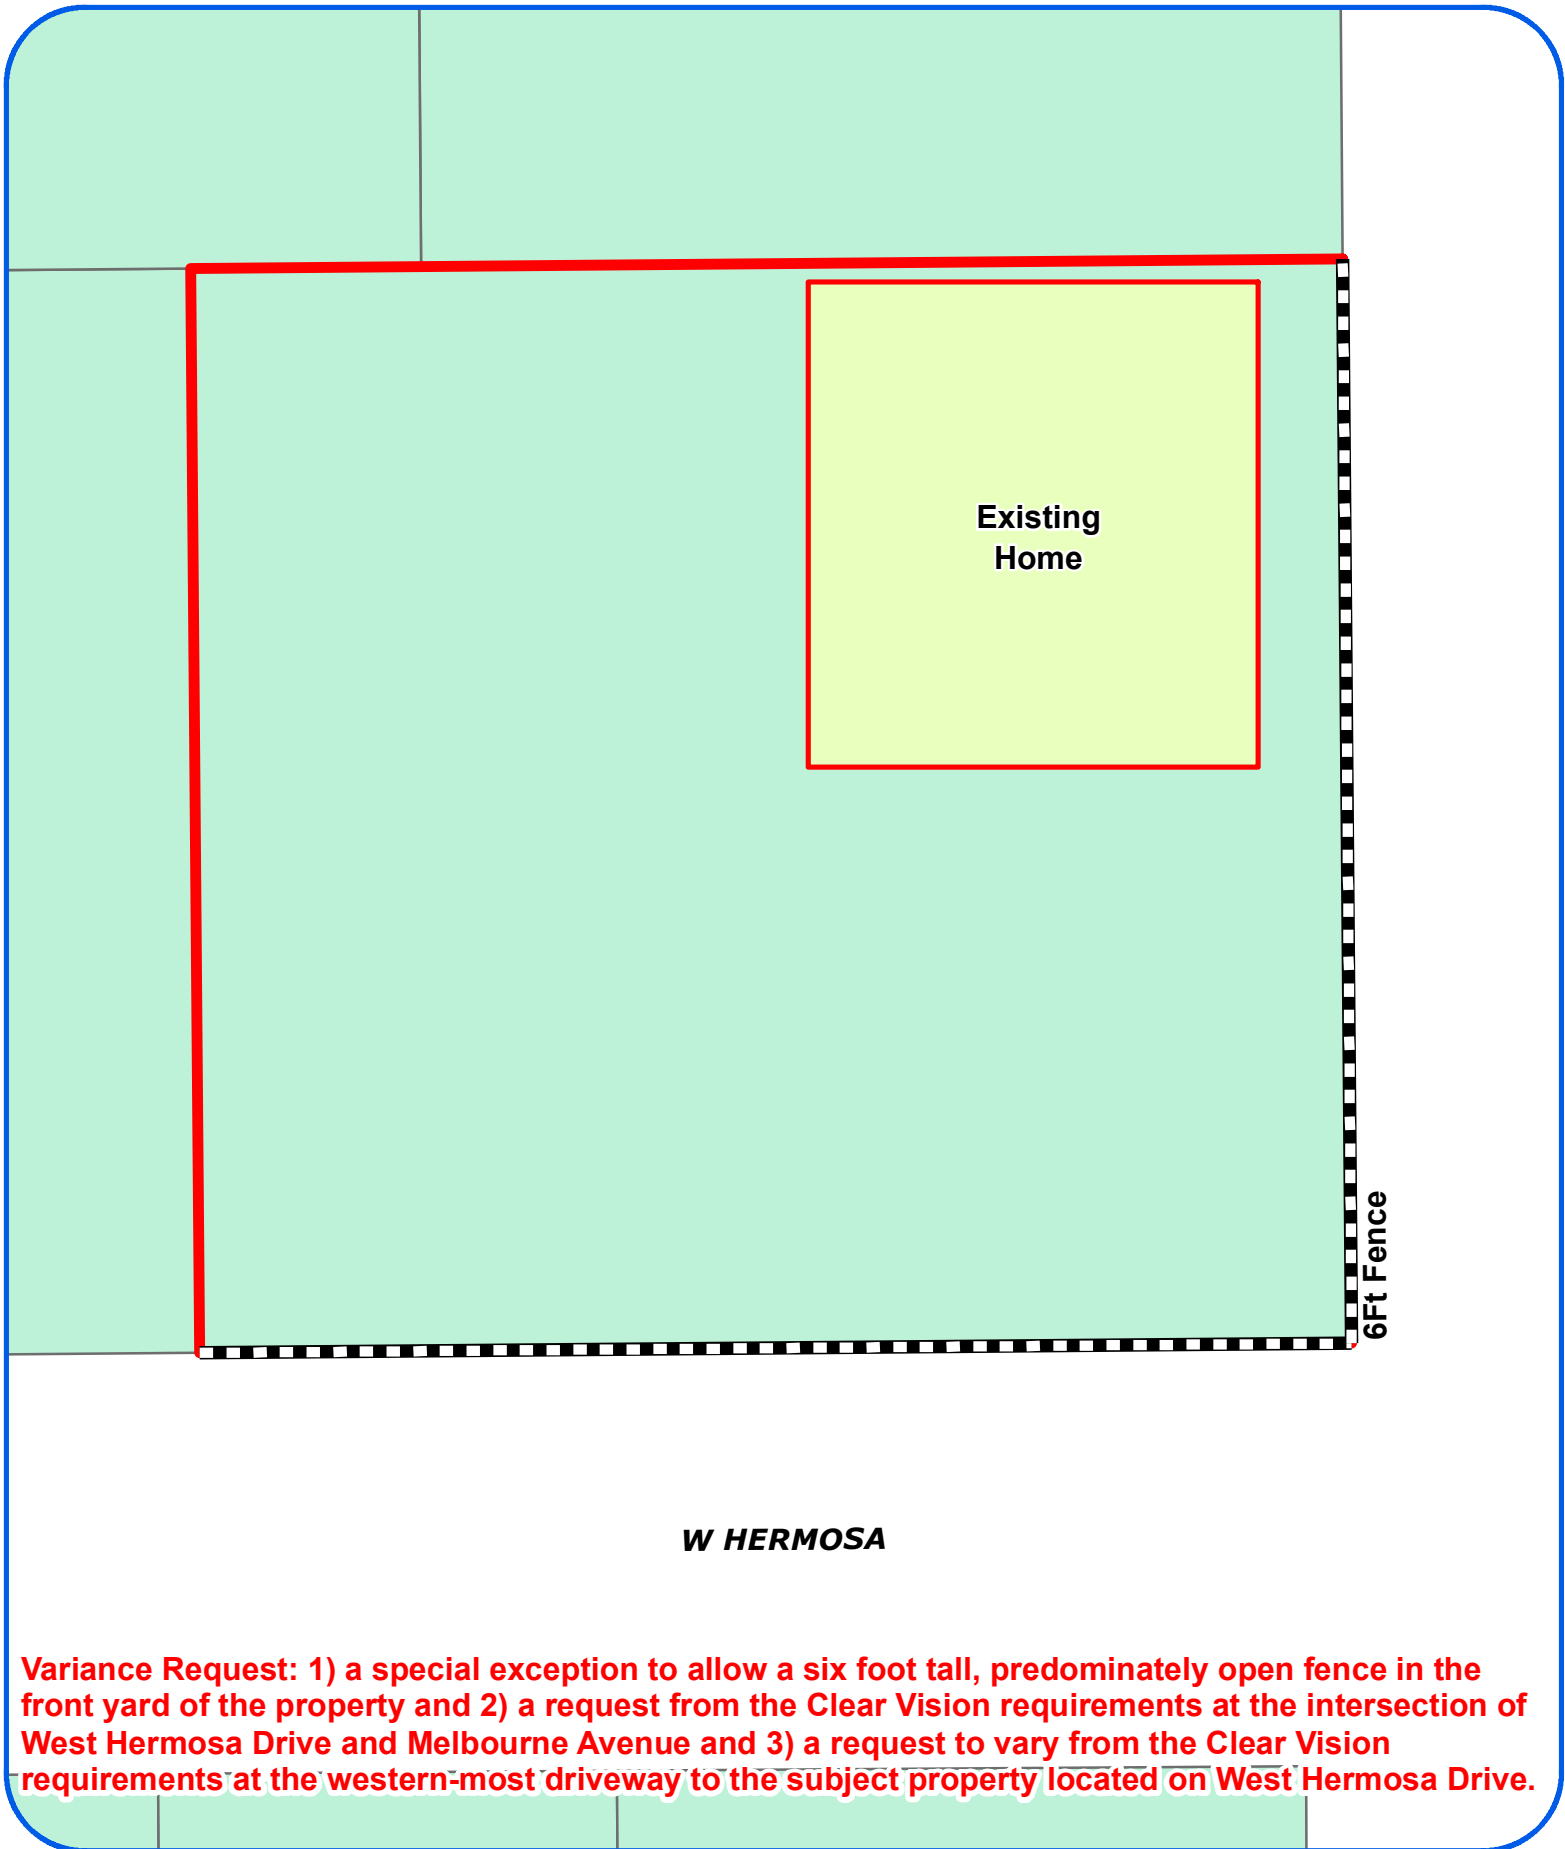 Existing
Home
6Ft Fence
W HERMOSA
Variance Request: 1) a special exception to allow a six foot tall, predominately open fence in the
front yard of the property and 2) a request from the Clear Vision requirements at the intersection of
West Hermosa Drive and Melbourne Avenue and 3) a request to vary from the Clear Vision
requirements at the western-most driveway to the subject property located on West Hermosa Drive.